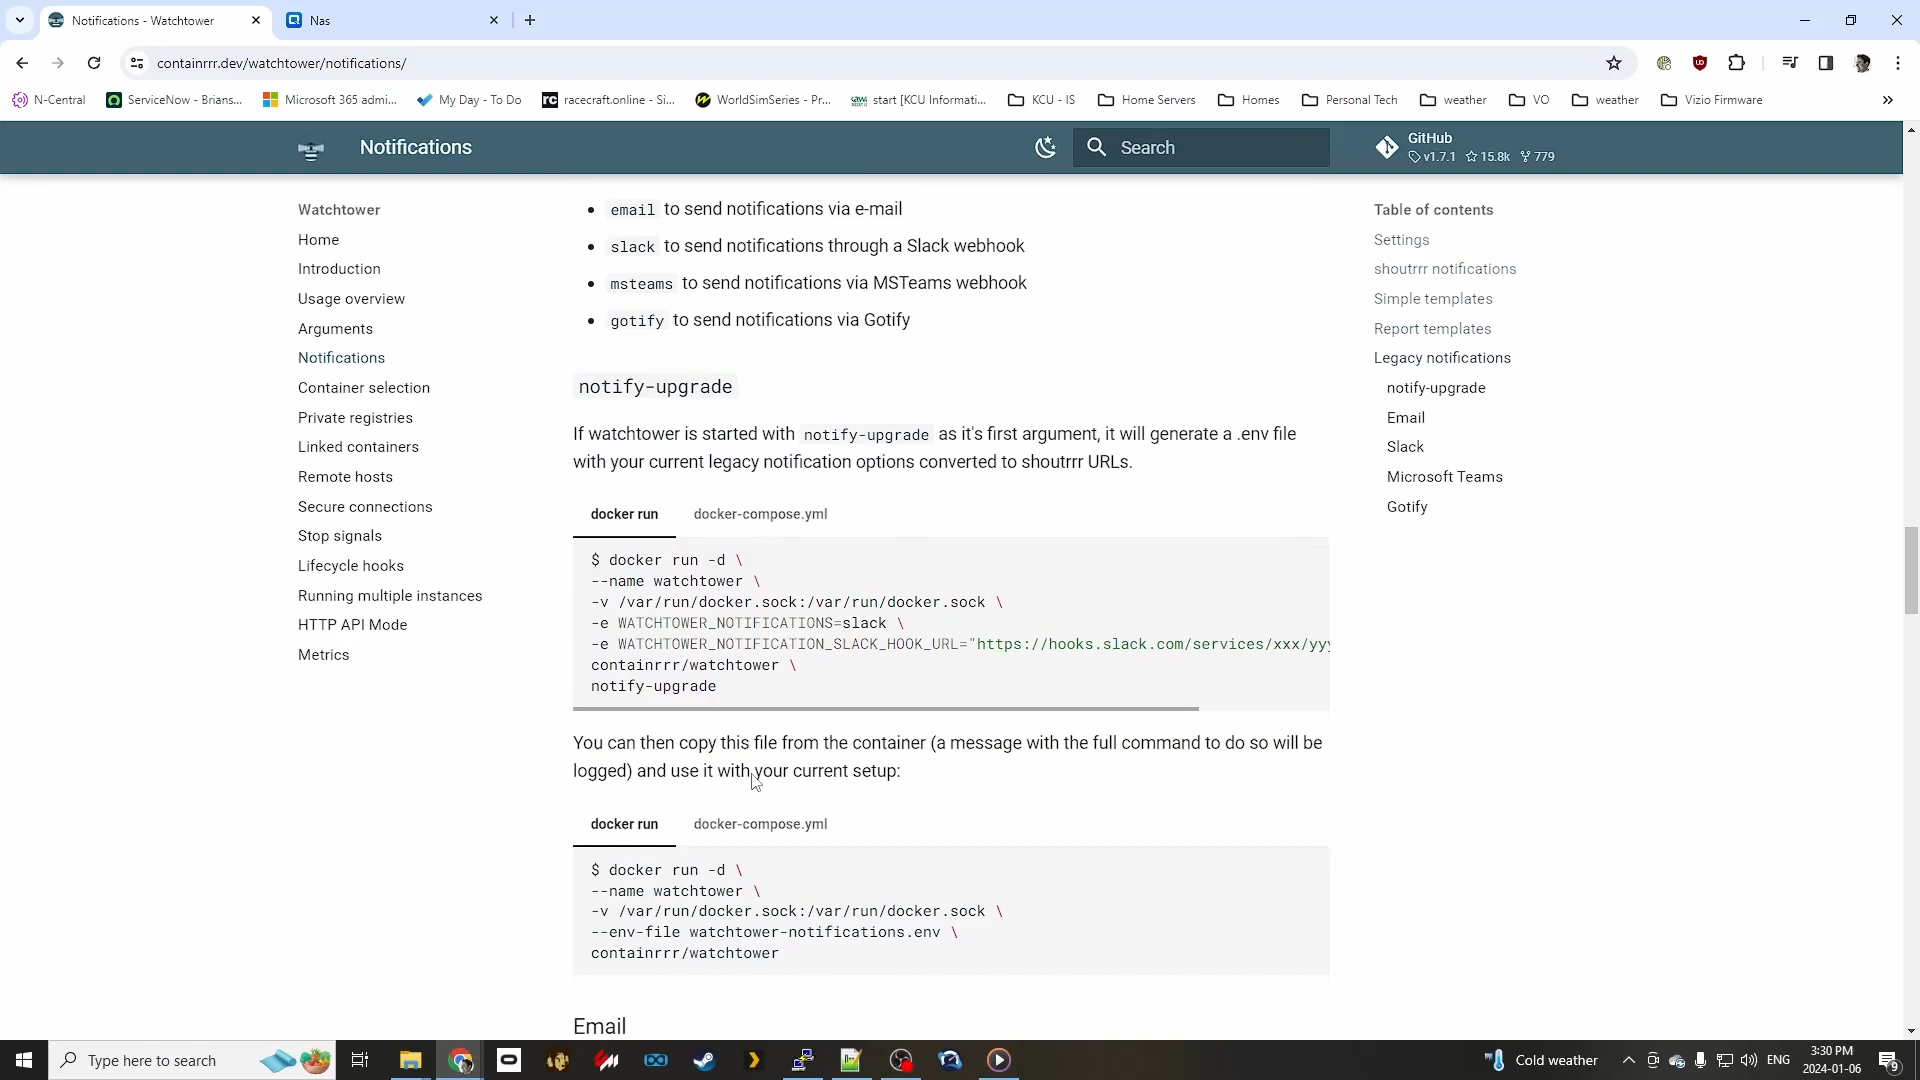 Notifications - Watchtower
Nas
containrrr.dev/watchtower/notifications/
N-Central
ServiceNow - Brians...
Microsoft 365 admi...
My Day - To Do
racecraft.online - Si...
WorldSimSeries - Pr...
start [KCU Informati...
KCU - IS
Home Servers
Homes
Personal Tech
weather
VO
weather
Vizio Firmware
Notifications
Search
GitHub
v1.7.1 15.8k 779
Watchtower
Home
Introduction
Usage overview
Arguments
Notifications
Container selection
Private registries
Linked containers
Remote hosts
Secure connections
Stop signals
Lifecycle hooks
Running multiple instances
HTTP API Mode
Metrics
email to send notifications via e-mail
slack to send notifications through a Slack webhook
msteams to send notifications via MSTeams webhook
gotify to send notifications via Gotify
notify-upgrade
If watchtower is started with notify-upgrade as it's first argument, it will generate a .env file
with your current legacy notification options converted to shoutrrr URLs.
docker run docker-compose.yml
$ docker run -d \
--name watchtower \
-v /var/run/docker.sock:/var/run/docker.sock \
-e WATCHTOWER_NOTIFICATIONS=slack \
-e WATCHTOWER_NOTIFICATION_SLACK_HOOK_URL="https://hooks.slack.com/services/xxx/yyy
containrrr/watchtower \
notify-upgrade
You can then copy this file from the container (a message with the full command to do so will be
logged) and use it with your current setup:
docker run docker-compose.yml
$ docker run -d \
--name watchtower \
-v /var/run/docker.sock:/var/run/docker.sock \
--env-file watchtower-notifications.env \
containrrr/watchtower
Email
Table of contents
Settings
shoutrrr notifications
Simple templates
Report templates
Legacy notifications
notify-upgrade
Email
Slack
Microsoft Teams
Gotify
Type here to search
Cold weather
ENG
3:30 PM
2024-01-06
9